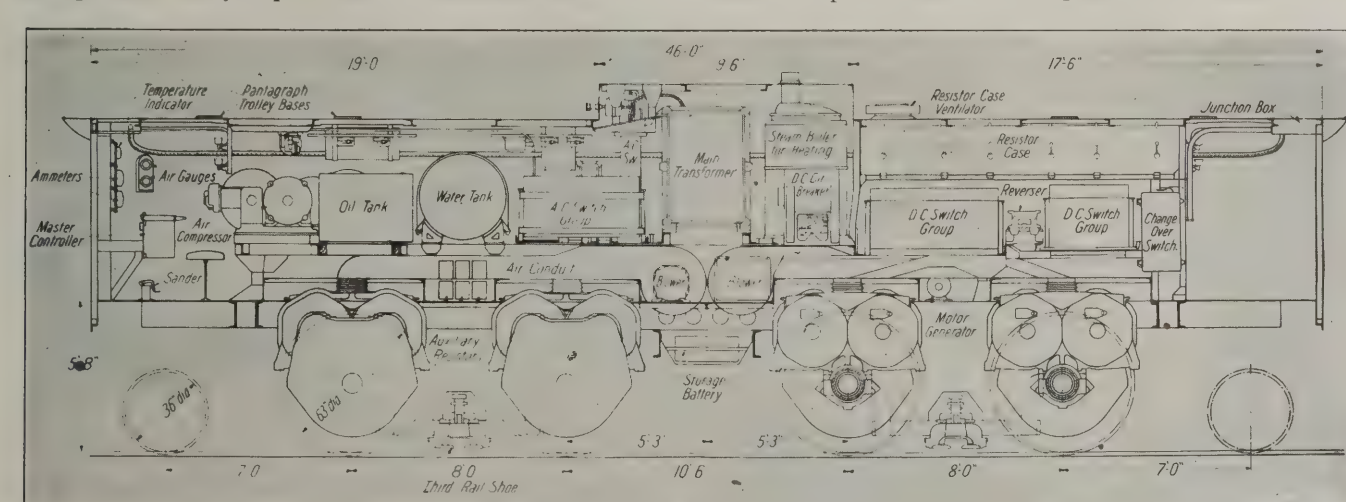 46'-0"
19'-0
9'6"
17'-6"
Temperature
Indicator
Pantagraph
Trolley Bases
Resistor Case
Ventilator
Junction Box
Steam Boiler
for Heating
Resistor
Case
Main
Transformer
Ammeters
Air Gauges
D.C. Cir.
Breaker
Reverser
Oil Tank
Water Tank
A.C. Switch
Group
D.C. Switch
Group
D.C. Switch
Group
Change
Over
Switch.
Master
Controller
Air
Compressor
Sander
Air Conduit
Blower
Blower
Auxiliary
Motor
Generator
5'-8"
Storage
Battery
36" dia
63" dia
5'-3"
5'-3"
7'0
8'0
10'6
8'-0"
7'-0"
Third Rail Shoe